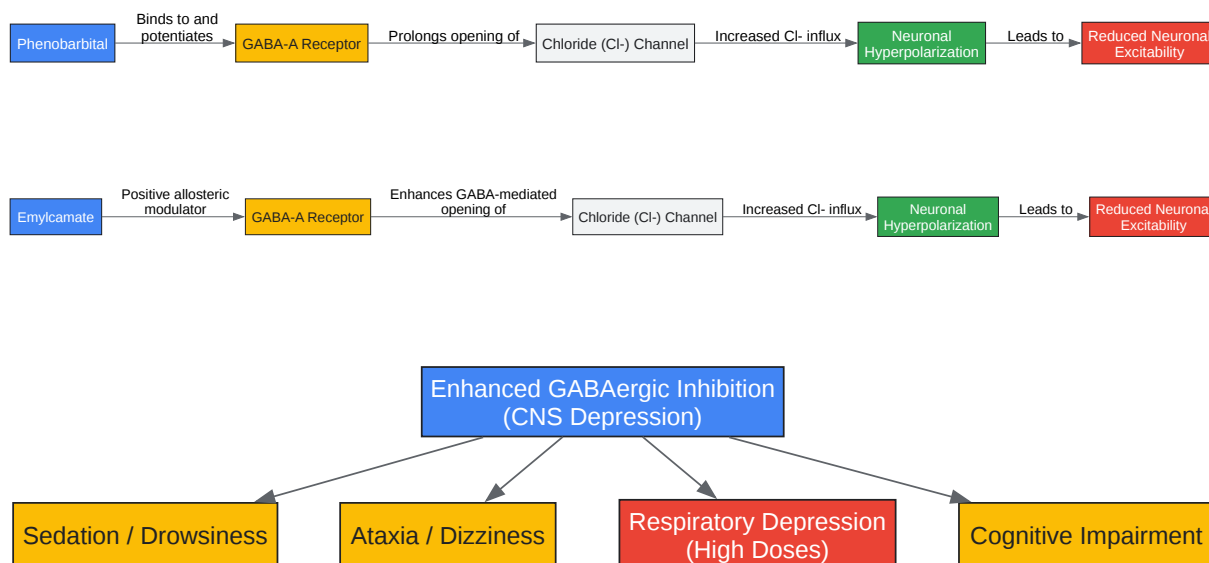 Phenobarbital
Binds to and
potentiates
GABA-A Receptor
Prolongs opening of
Chloride (Cl-) Channel
Increased Cl- influx
Neuronal
Hyperpolarization
Leads to
Reduced Neuronal
Excitability
Emylcamate
Positive allosteric
modulator
GABA-A Receptor
Enhances GABA-mediated
opening of
Chloride (Cl-) Channel
Increased Cl- influx
Neuronal
Hyperpolarization
Leads to
Reduced Neuronal
Excitability
Enhanced GABAergic Inhibition
(CNS Depression)
Sedation / Drowsiness
Ataxia / Dizziness
Respiratory Depression
(High Doses)
Cognitive Impairment